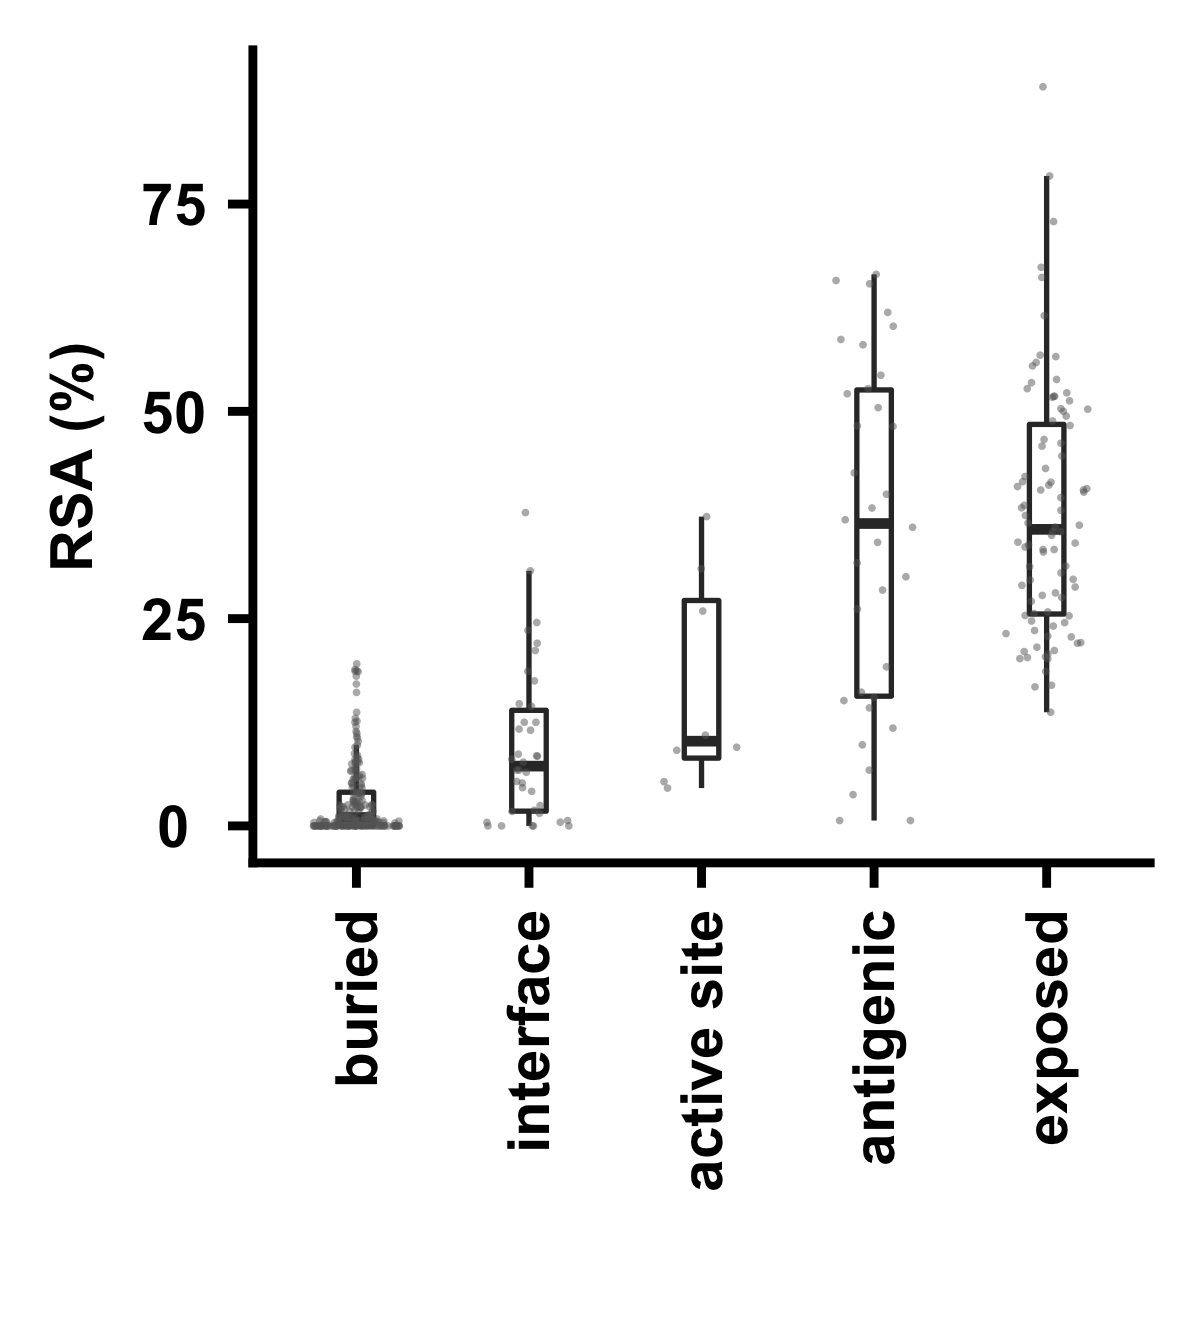 RSA (%)
75
50
25
0
buried
interface
active site
antigenic
exposed